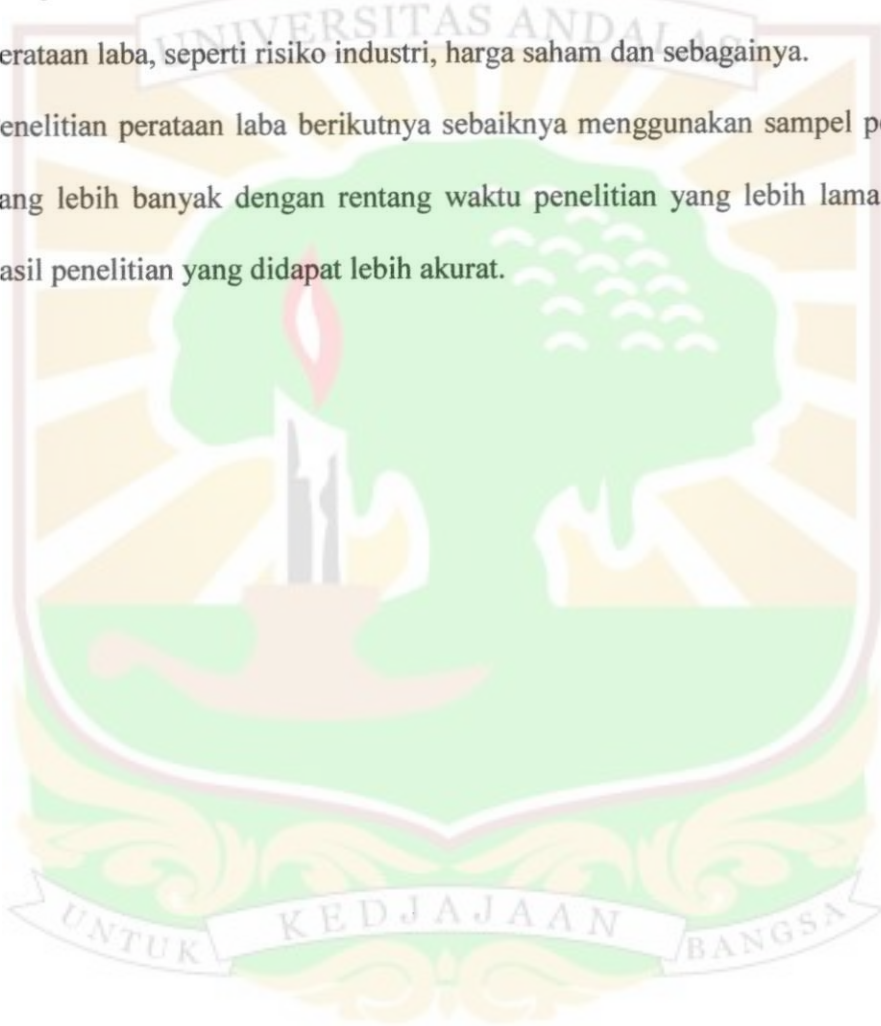 UNIVERSITAS ANDALAS
erataan laba, seperti risiko industri, harga saham dan sebagainya.
enelitian perataan laba berikutnya sebaiknya menggunakan sampel p
ang lebih banyak dengan rentang waktu penelitian yang lebih lama
asil penelitian yang didapat lebih akurat.
UNTUK KEDJAJAAN BANGSA